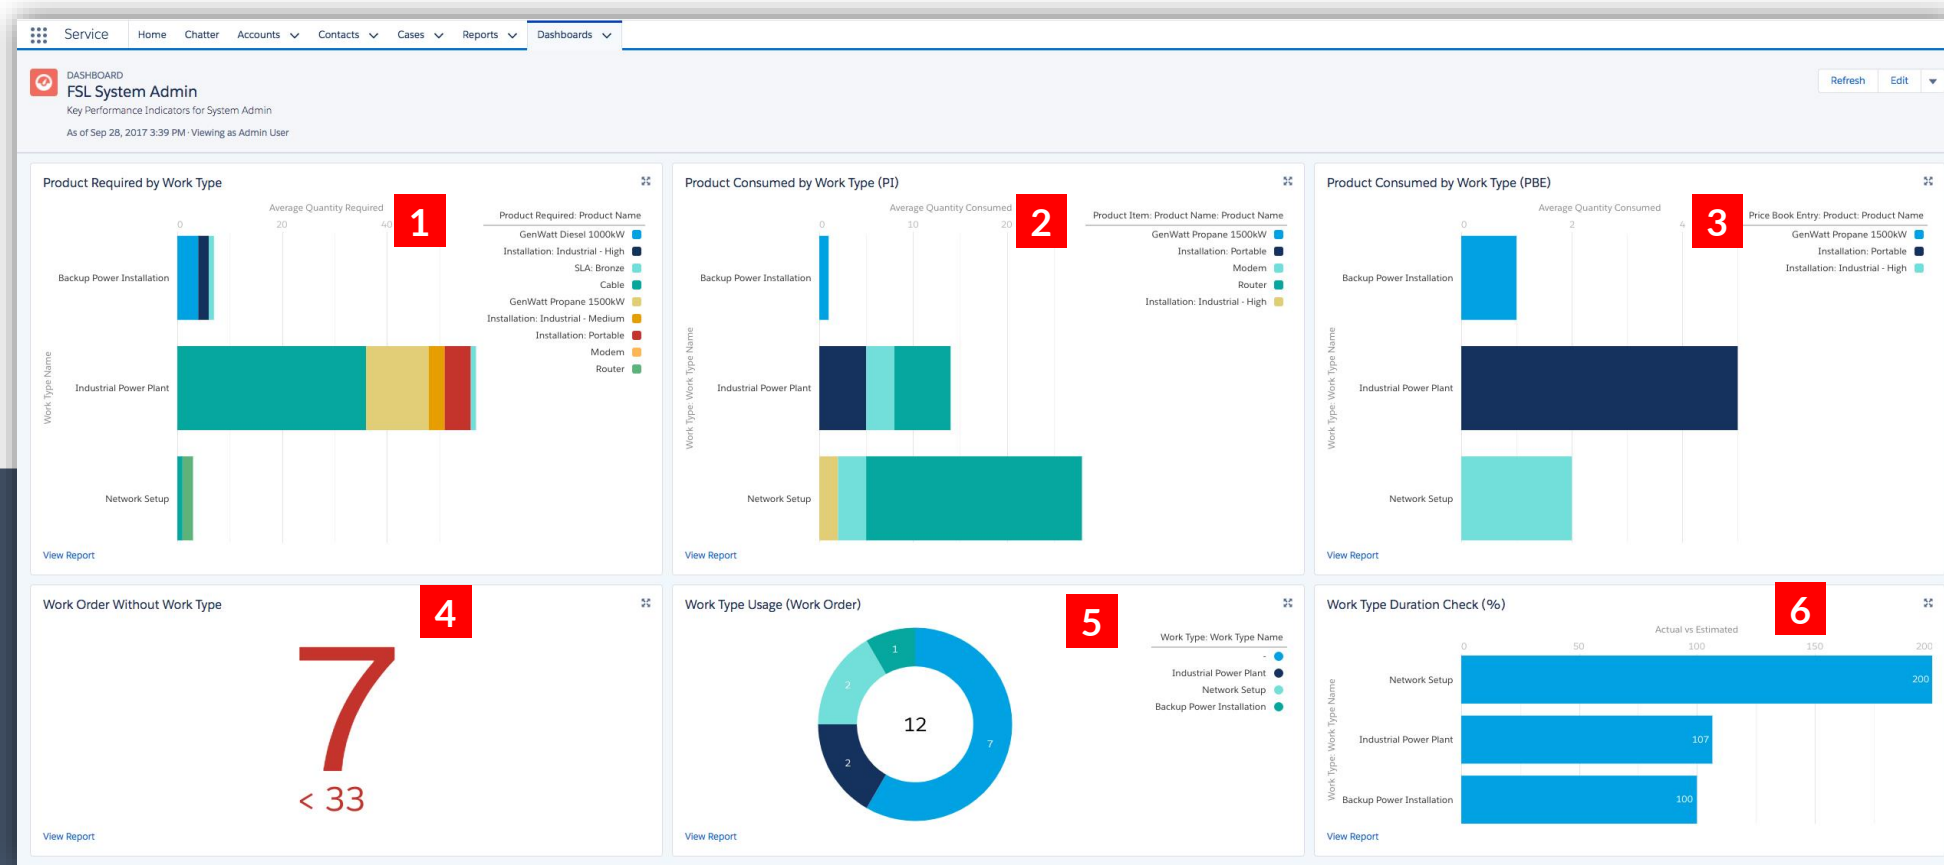 Service Home Chatter Accounts Contacts Cases Reports Dashboards
DASHBOARD
FSL System Admin
Key Performance Indicators for System Admin
As of Sep 28, 2017 3:39 PM · Viewing as Admin User
Refresh Edit
Product Required by Work Type
1
Average Quantity Required
0 20 40
Product Required: Product Name
GenWatt Diesel 1000kW
Installation: Industrial - High
SLA: Bronze
Cable
GenWatt Propane 1500kW
Installation: Industrial - Medium
Installation: Portable
Modem
Router
Work Type Name
Backup Power Installation
Industrial Power Plant
Network Setup
View Report
Product Consumed by Work Type (PI)
2
Average Quantity Consumed
0 10 20
Product Item: Product Name: Product Name
GenWatt Propane 1500kW
Installation: Portable
Modem
Router
Installation: Industrial - High
Work Type: Work Type Name
Backup Power Installation
Industrial Power Plant
Network Setup
View Report
Product Consumed by Work Type (PBE)
3
Average Quantity Consumed
0 2 4
Price Book Entry: Product: Product Name
GenWatt Propane 1500kW
Installation: Portable
Installation: Industrial - High
Work Type: Work Type Name
Backup Power Installation
Industrial Power Plant
Network Setup
View Report
Work Order Without Work Type
4
7
< 33
View Report
Work Type Usage (Work Order)
5
Work Type: Work Type Name
-
Industrial Power Plant
Network Setup
Backup Power Installation
1
2
2
7
12
View Report
Work Type Duration Check (%)
6
Actual vs Estimated
0 50 100 150 200
Work Type: Work Type Name
Network Setup 200
Industrial Power Plant 107
Backup Power Installation 100
View Report